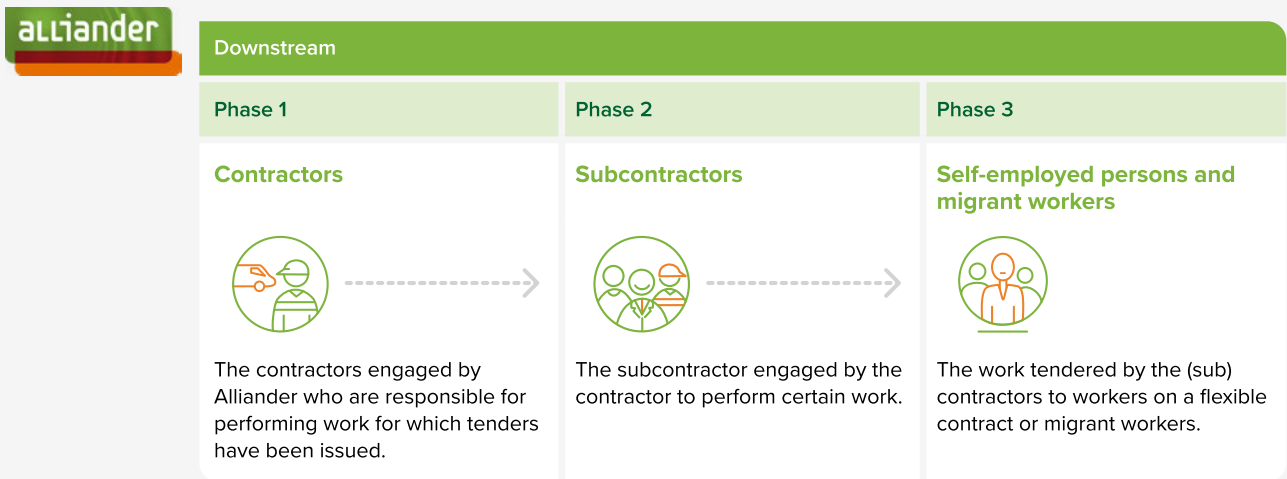 alliander
Downstream
Phase 1
Phase 2
Phase 3
Contractors
Subcontractors
Self-employed persons and
migrant workers
The contractors engaged by
Alliander who are responsible for
performing work for which tenders
have been issued.
The subcontractor engaged by the
contractor to perform certain work.
The work tendered by the (sub)
contractors to workers on a flexible
contract or migrant workers.